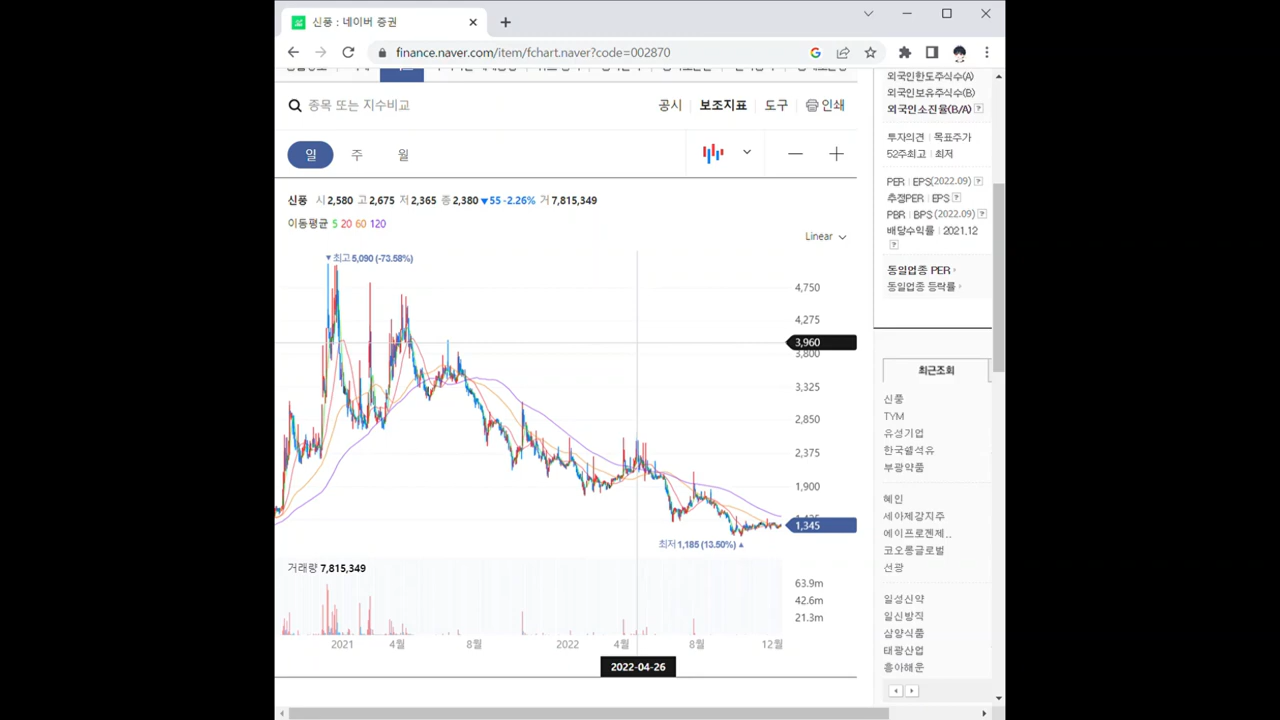 신풍 : 네이버 증권
finance.naver.com/item/fchart.naver?code=002870
종목 또는 지수비교
공시 보조지표 도구 인쇄
일 주 월
신풍 시 2,580 고 2,675 저 2,365 종 2,380 ▼55 -2.26% 거 7,815,349
이동평균 5 20 60 120
Linear
▼최고 5,090 (-73.58%)
4,750
4,275
3,960
3,800
3,325
2,850
2,375
1,900
1,345
최저 1,185 (13.50%) ▲
거래량 7,815,349
63.9m
42.6m
21.3m
2021 4월 8월 2022 4월 8월 12월
2022-04-26
외국인한도주식수(A)
외국인보유주식수(B)
외국인소진율(B/A) ?
투자의견 | 목표주가
52주최고 | 최저
PER | EPS(2022.09) ?
추정PER | EPS ?
PBR | BPS (2022.09) ?
배당수익률 | 2021.12
?
동일업종 PER
동일업종 등락률
최근조회
신풍
TYM
유성기업
한국쉘석유
부광약품
혜인
세아제강지주
에이프로젠제..
코오롱글로벌
선광
일성신약
일신방직
삼양식품
태광산업
흥아해운